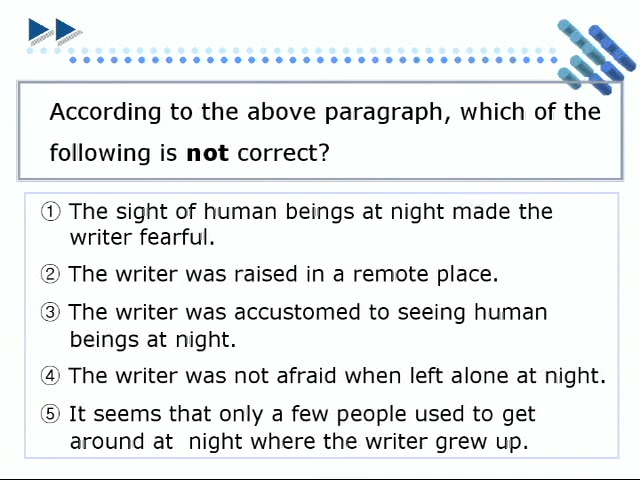 According to the above paragraph, which of the
following is not correct?
① The sight of human beings at night made the
writer fearful.
② The writer was raised in a remote place.
③ The writer was accustomed to seeing human
beings at night.
④ The writer was not afraid when left alone at night.
⑤ It seems that only a few people used to get
around at  night where the writer grew up.